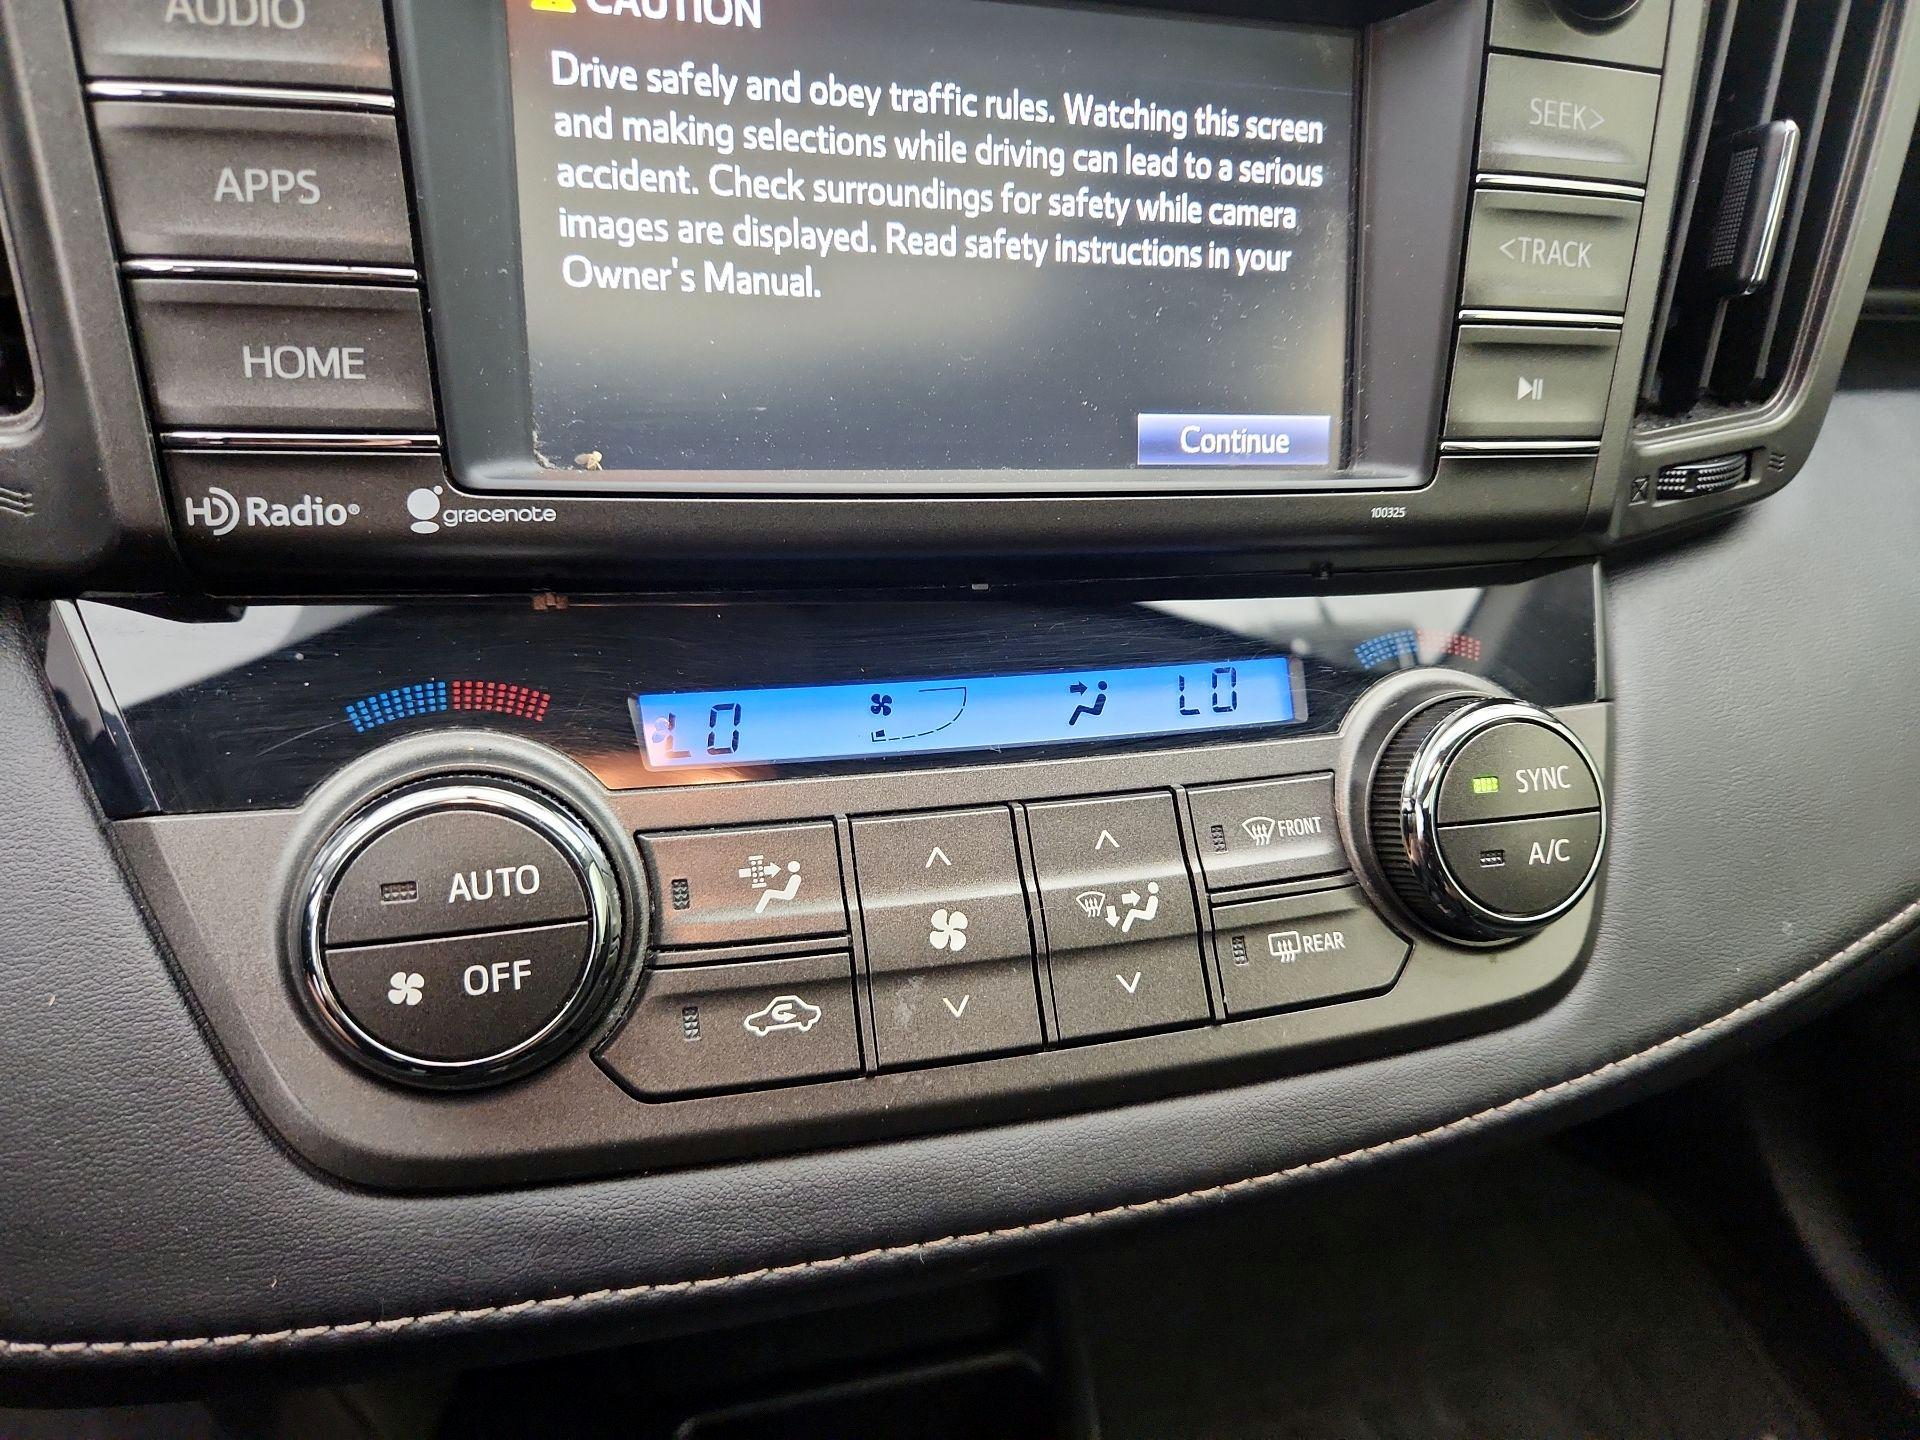 AUDIO
APPS
HOME
CAUTION
Drive safely and obey traffic rules. Watching this screen
and making selections while driving can lead to a serious
accident. Check surroundings for safety while camera
images are displayed. Read safety instructions in your
Owner's Manual.
Continue
SEEK>
<TRACK
HD Radio®
gracenote
100325
LO
LO
AUTO
OFF
FRONT
REAR
SYNC
A/C